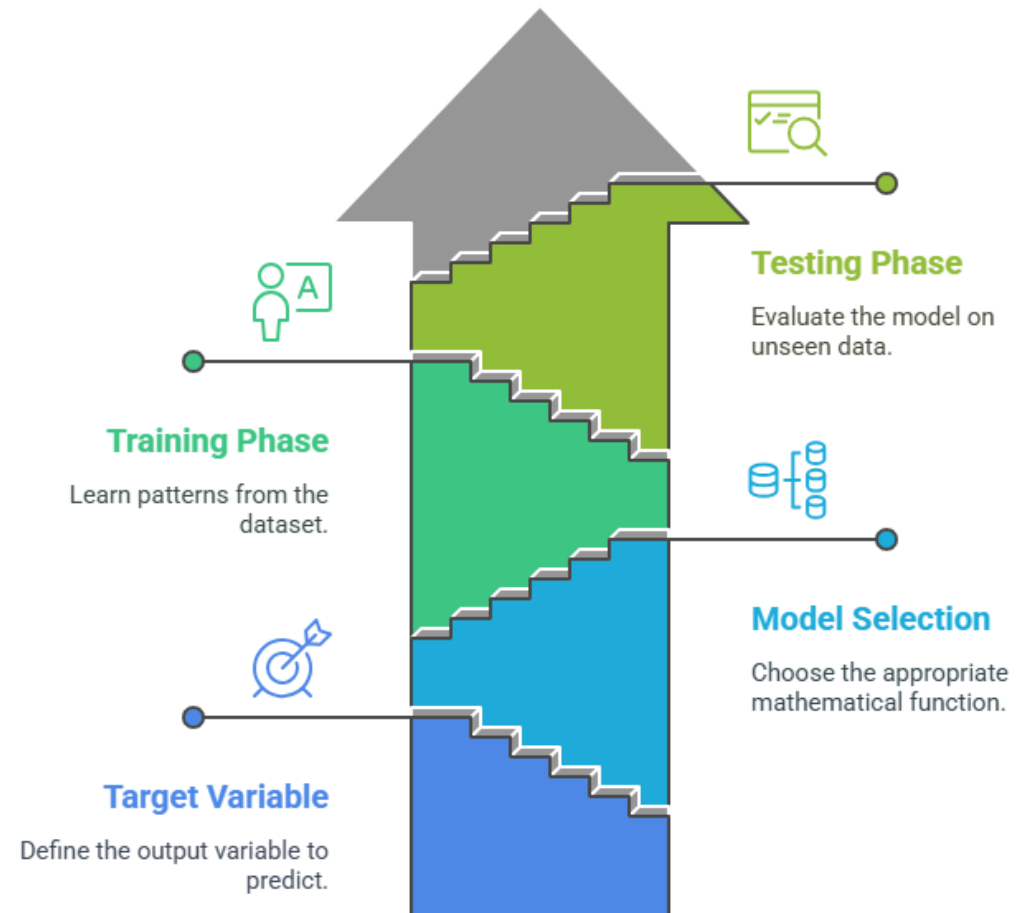 Testing Phase
Evaluate the model on
unseen data.
A
Training Phase
Learn patterns from the
dataset.
Model Selection
Choose the appropriate
mathematical function.
Target Variable
Define the output variable to
predict.